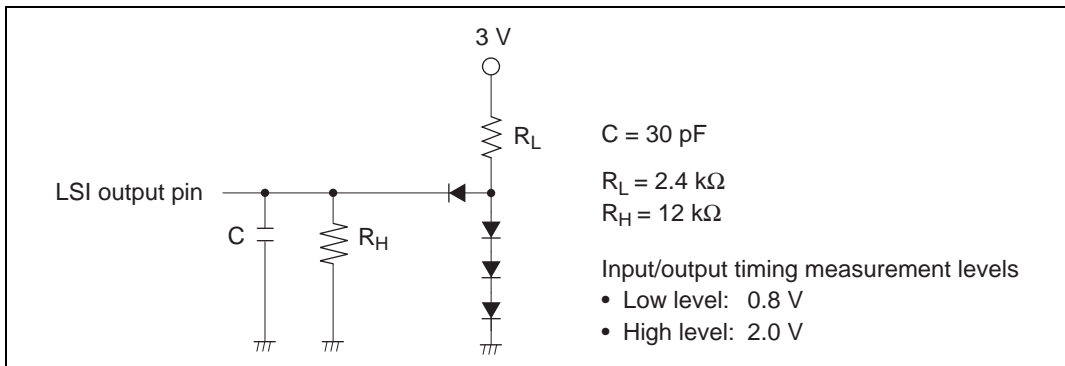 3 V
R_L
LSI output pin
C
R_H
C = 30 pF
R_L = 2.4 kΩ
R_H = 12 kΩ
Input/output timing measurement levels
• Low level: 0.8 V
• High level: 2.0 V